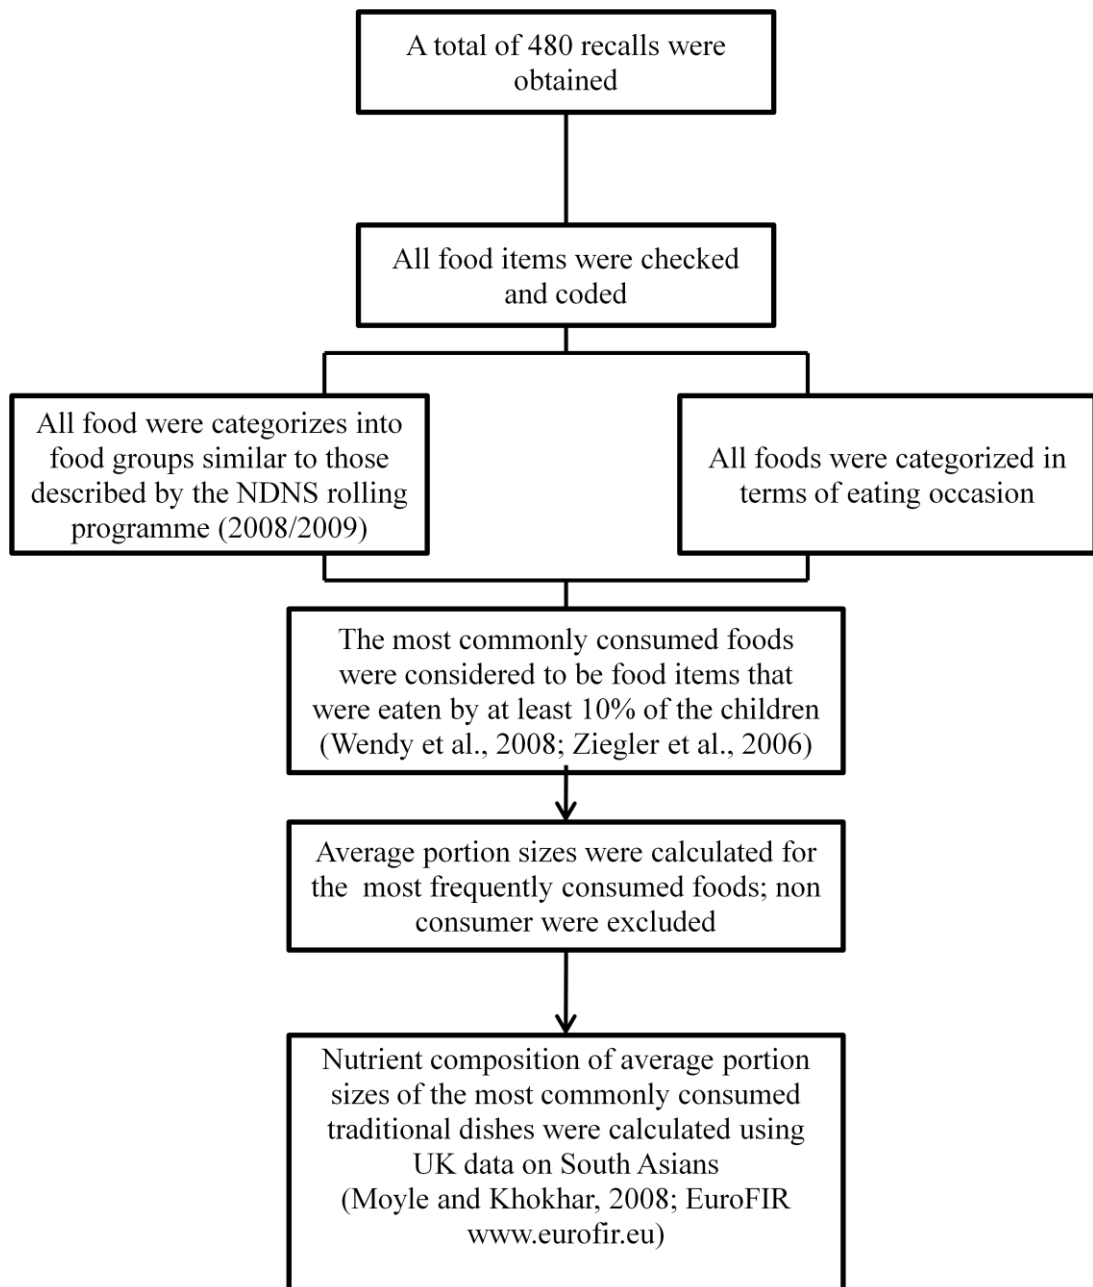 A total of 480 recalls were
obtained
All food items were checked
and coded
All food were categorizes into
food groups similar to those
described by the NDNS rolling
programme (2008/2009)
All foods were categorized in
terms of eating occasion
The most commonly consumed foods
were considered to be food items that
were eaten by at least 10% of the children
(Wendy et al., 2008; Ziegler et al., 2006)
Average portion sizes were calculated for
the most frequently consumed foods; non
consumer were excluded
Nutrient composition of average portion
sizes of the most commonly consumed
traditional dishes were calculated using
UK data on South Asians
(Moyle and Khokhar, 2008; EuroFIR
www.eurofir.eu)